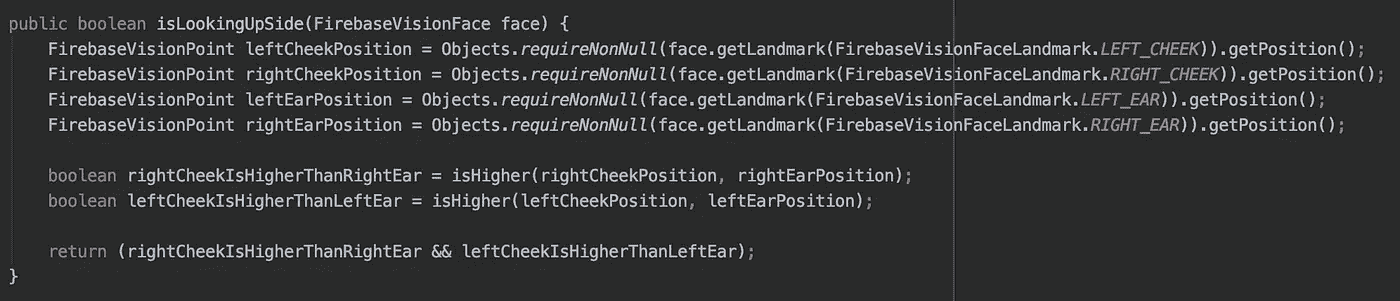 public boolean isLookingUpSide(FirebaseVisionFace face) {
    FirebaseVisionPoint leftCheekPosition = Objects.requireNonNull(face.getLandmark(FirebaseVisionFaceLandmark.LEFT_CHEEK)).getPosition();
    FirebaseVisionPoint rightCheekPosition = Objects.requireNonNull(face.getLandmark(FirebaseVisionFaceLandmark.RIGHT_CHEEK)).getPosition();
    FirebaseVisionPoint leftEarPosition = Objects.requireNonNull(face.getLandmark(FirebaseVisionFaceLandmark.LEFT_EAR)).getPosition();
    FirebaseVisionPoint rightEarPosition = Objects.requireNonNull(face.getLandmark(FirebaseVisionFaceLandmark.RIGHT_EAR)).getPosition();

    boolean rightCheekIsHigherThanRightEar = isHigher(rightCheekPosition, rightEarPosition);
    boolean leftCheekIsHigherThanLeftEar = isHigher(leftCheekPosition, leftEarPosition);

    return (rightCheekIsHigherThanRightEar && leftCheekIsHigherThanLeftEar);
}